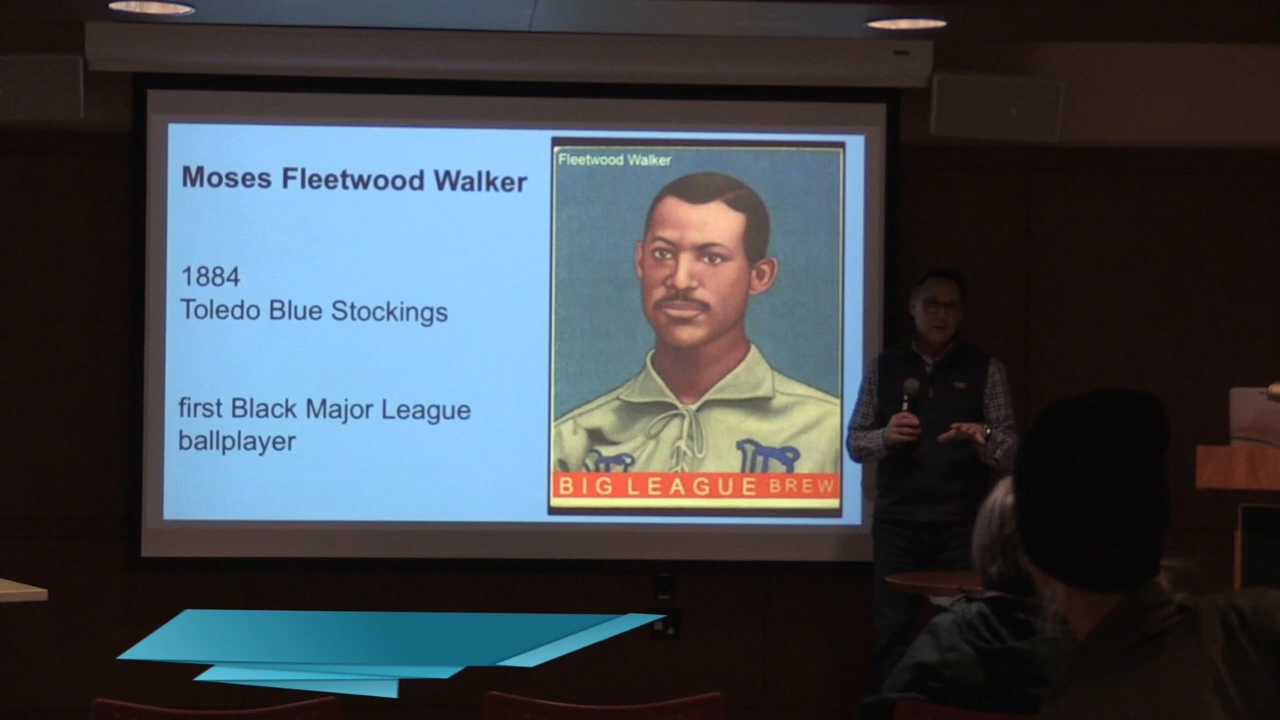 Moses Fleetwood Walker
1884
Toledo Blue Stockings
first Black Major League
ballplayer
Fleetwood Walker
BIG LEAGUE BREW